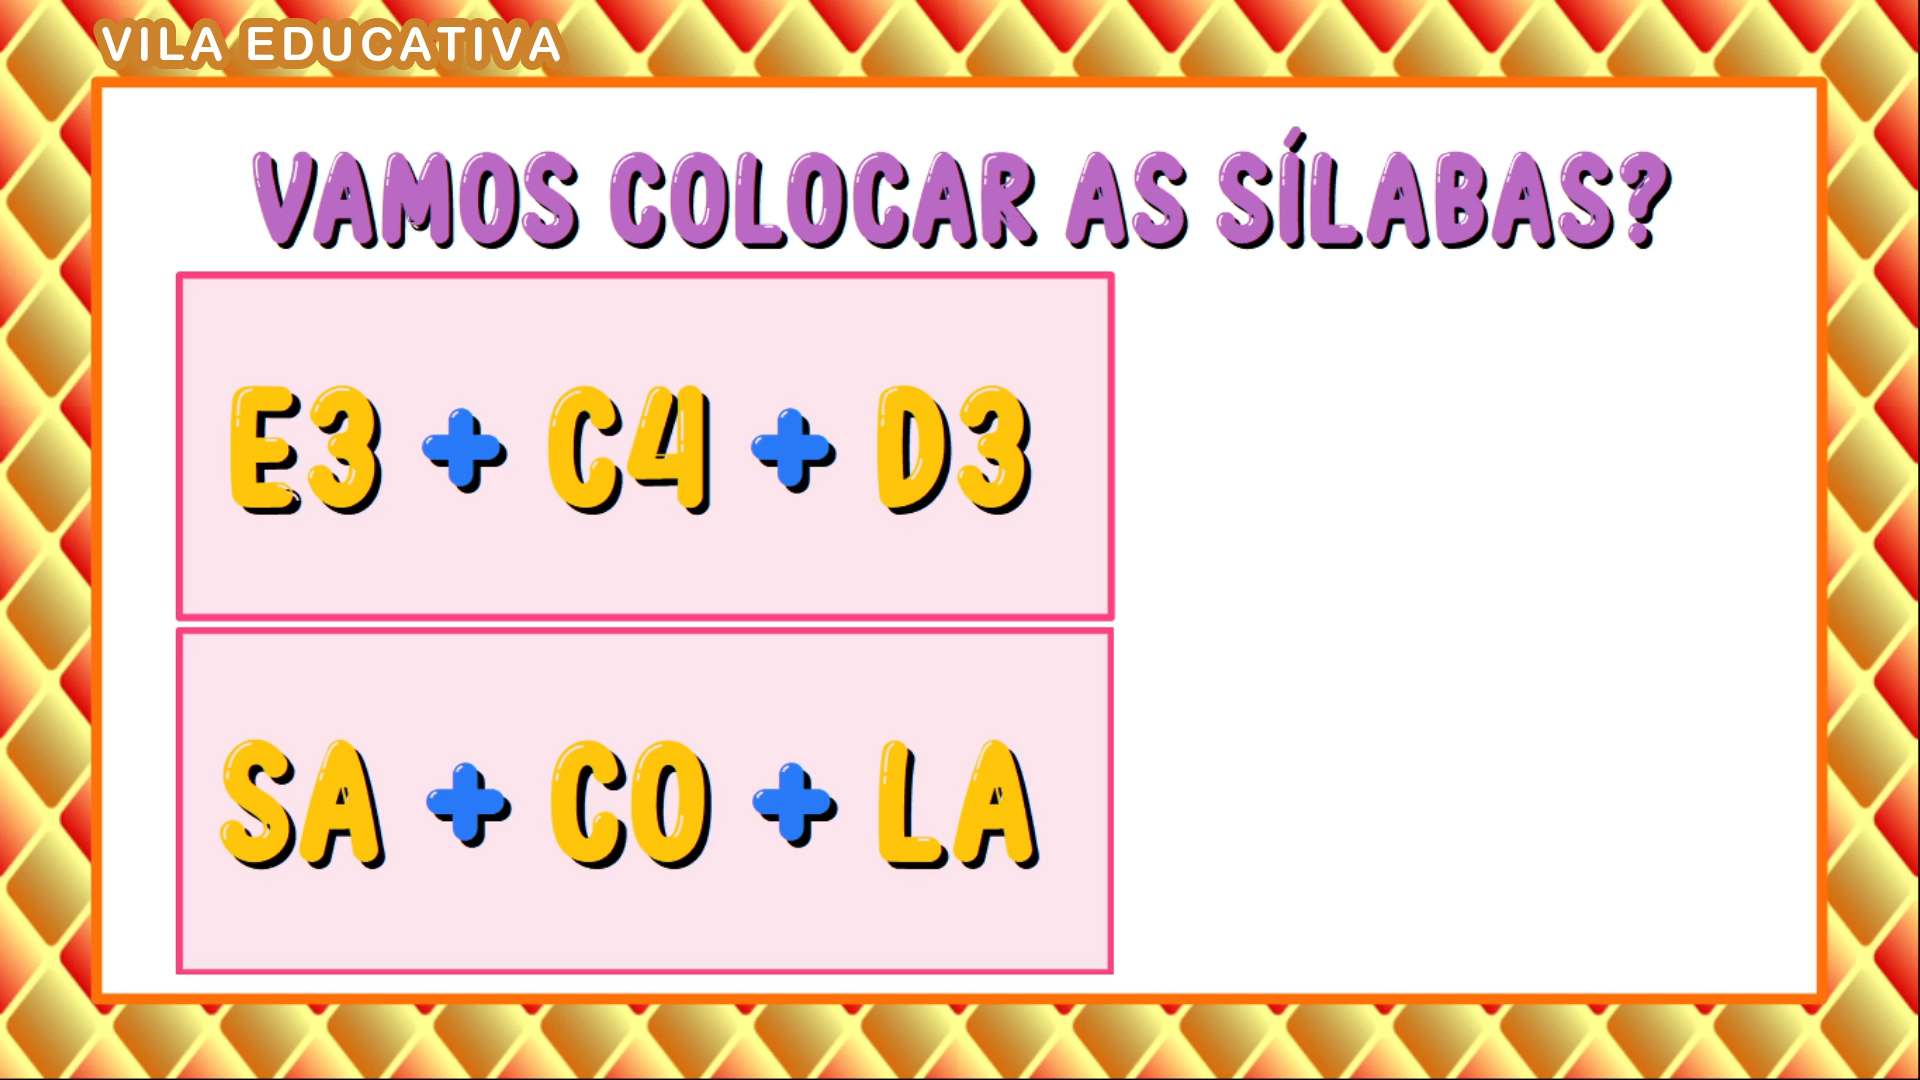 VILA EDUCATIVA
VAMOS COLOCAR AS SÍLABAS?
E3 + C4 + D3
SA + CO + LA